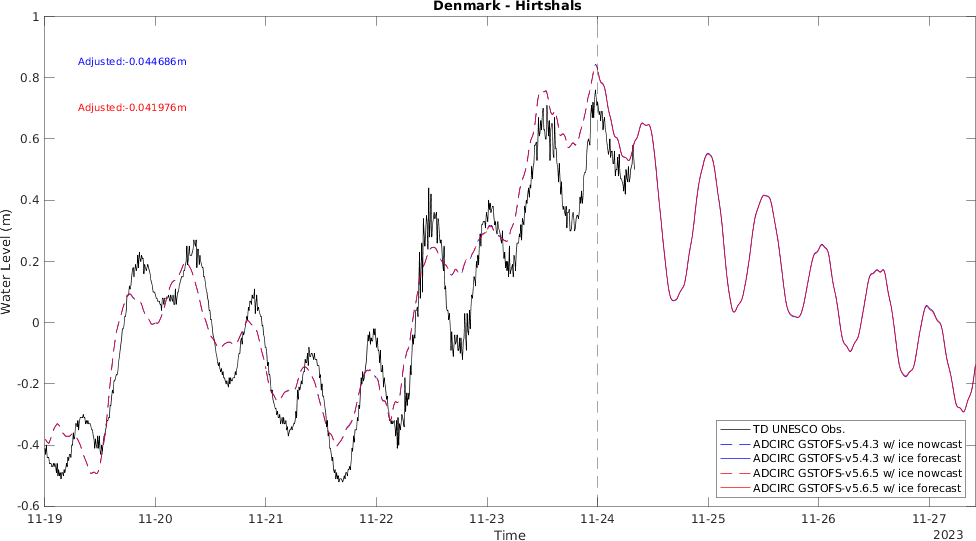 Denmark - Hirtshals
Adjusted:-0.044686m
Adjusted:-0.041976m
Water Level (m)
1
0.8
0.6
0.4
0.2
0
-0.2
-0.4
-0.6
TD UNESCO Obs.
ADCIRC GSTOFS-v5.4.3 w/ ice nowcast
ADCIRC GSTOFS-v5.4.3 w/ ice forecast
ADCIRC GSTOFS-v5.6.5 w/ ice nowcast
ADCIRC GSTOFS-v5.6.5 w/ ice forecast
11-19 11-20 11-21 11-22 11-23 11-24 11-25 11-26 11-27
Time
2023